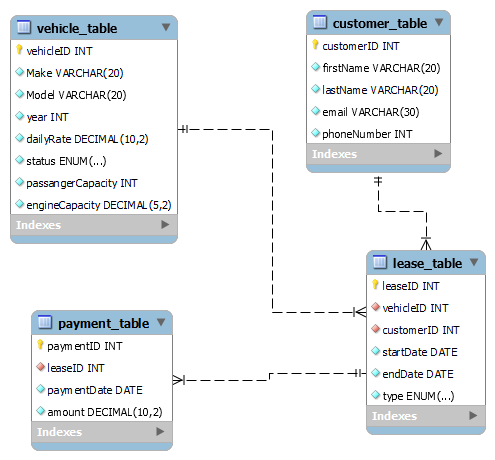 vehicle_table
vehicleID INT
Make VARCHAR(20)
Model VARCHAR(20)
year INT
dailyRate DECIMAL(10,2)
status ENUM(...)
passangerCapacity INT
engineCapacity DECIMAL(5,2)
Indexes
customer_table
customerID INT
firstName VARCHAR(20)
lastName VARCHAR(20)
email VARCHAR(30)
phoneNumber INT
Indexes
payment_table
paymentID INT
leaseID INT
paymentDate DATE
amount DECIMAL(10,2)
Indexes
lease_table
leaseID INT
vehicleID INT
customerID INT
startDate DATE
endDate DATE
type ENUM(...)
Indexes